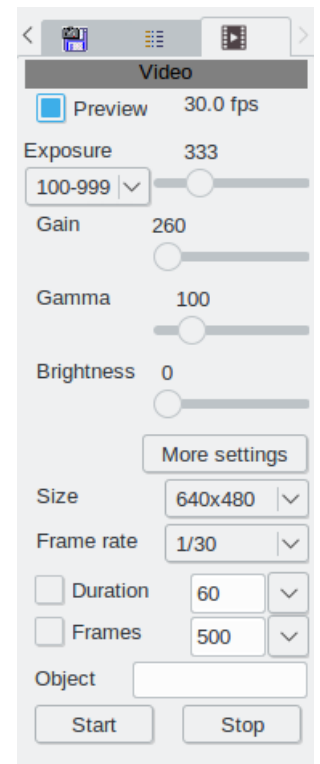 Video
Preview 30.0 fps
Exposure 333
100-999
Gain 260
Gamma 100
Brightness 0
More settings
Size 640x480
Frame rate 1/30
Duration 60
Frames 500
Object
Start Stop